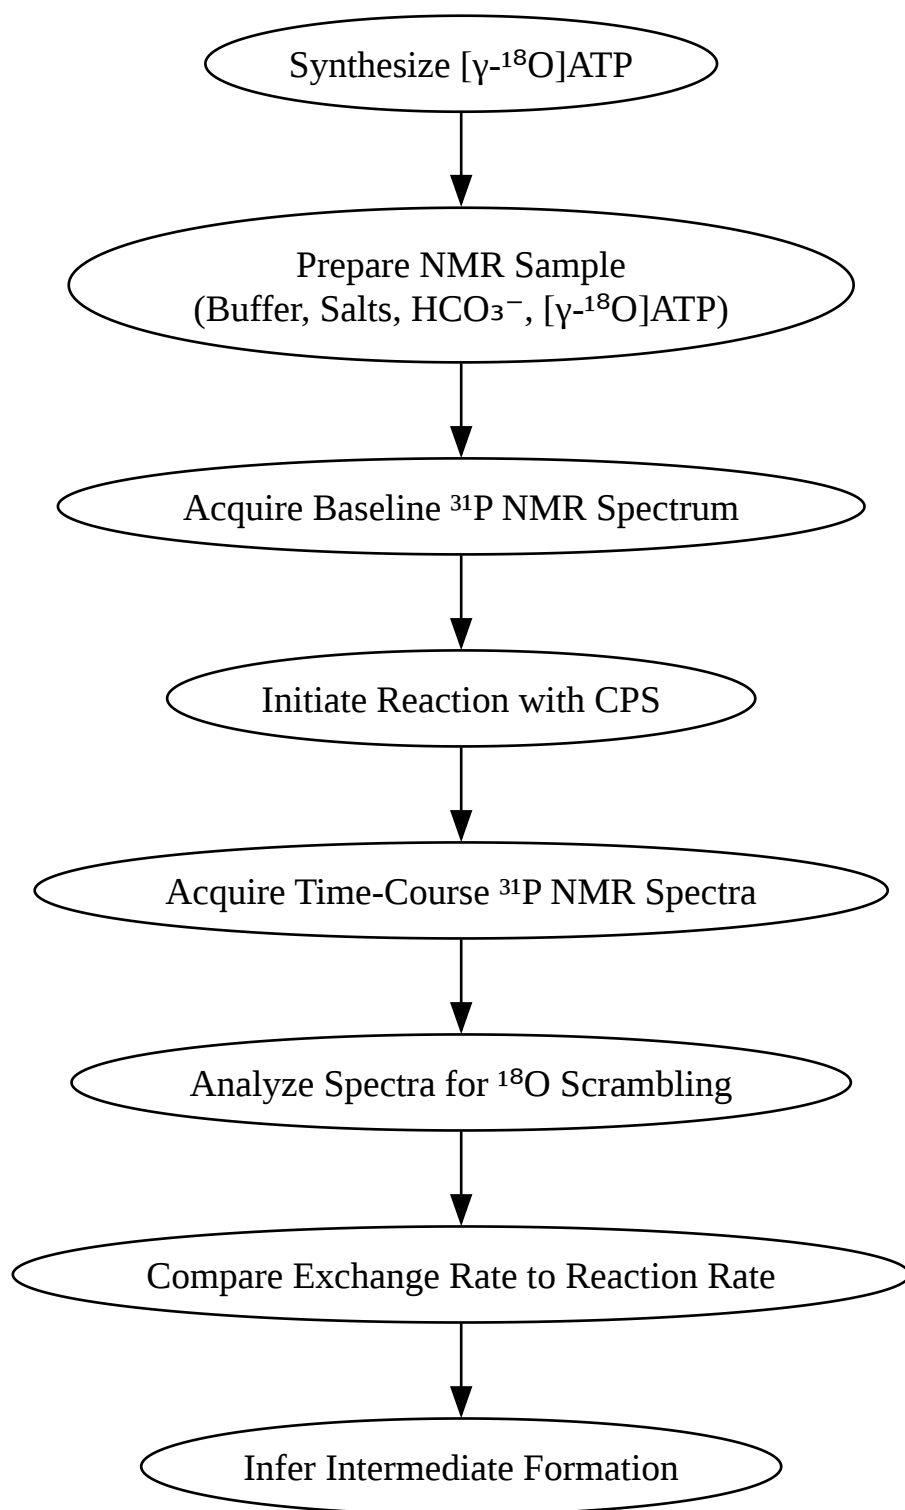 Synthesize [γ-¹⁸O]ATP
Prepare NMR Sample
(Buffer, Salts, HCO₃⁻, [γ-¹⁸O]ATP)
Acquire Baseline ³¹P NMR Spectrum
Initiate Reaction with CPS
Acquire Time-Course ³¹P NMR Spectra
Analyze Spectra for ¹⁸O Scrambling
Compare Exchange Rate to Reaction Rate
Infer Intermediate Formation